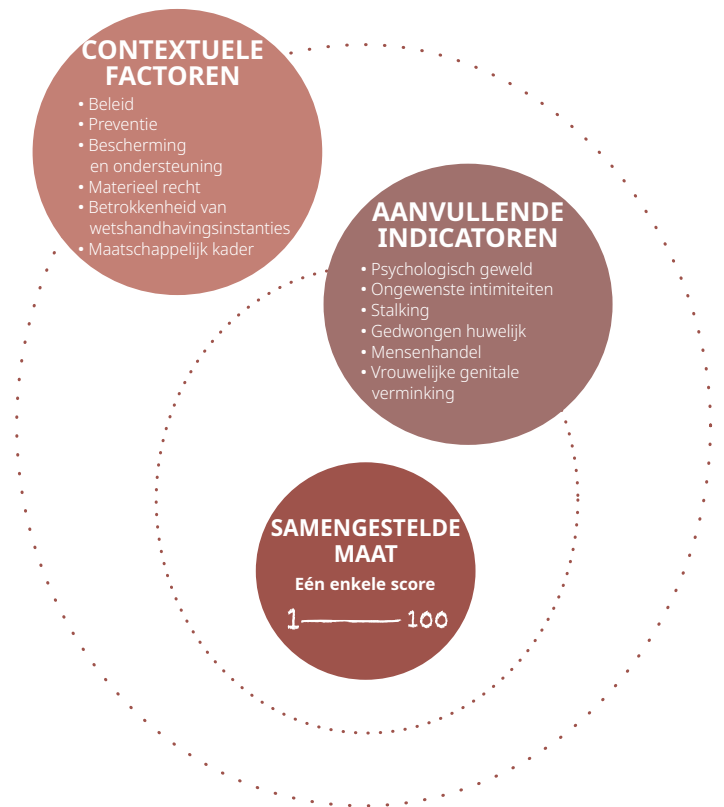 CONTEXTUELE
FACTOREN
• Beleid
• Preventie
• Bescherming
en ondersteuning
• Materieel recht
• Betrokkenheid van
wetshandhavingsinstanties
• Maatschappelijk kader
AANVULLENDE
INDICATOREN
• Psychologisch geweld
• Ongewenste intimiteiten
• Stalking
• Gedwongen huwelijk
• Mensenhandel
• Vrouwelijke genitale
verminking
SAMENGESTELDE
MAAT
Eén enkele score
1 100